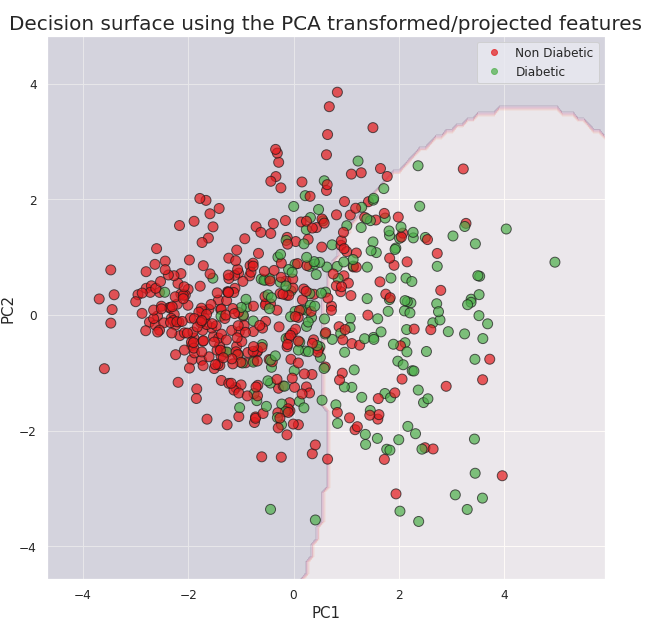 Decision surface using the PCA transformed/projected features
Non Diabetic
Diabetic
4
2
0
−2
−4
PC2
−4
−2
0
2
4
PC1